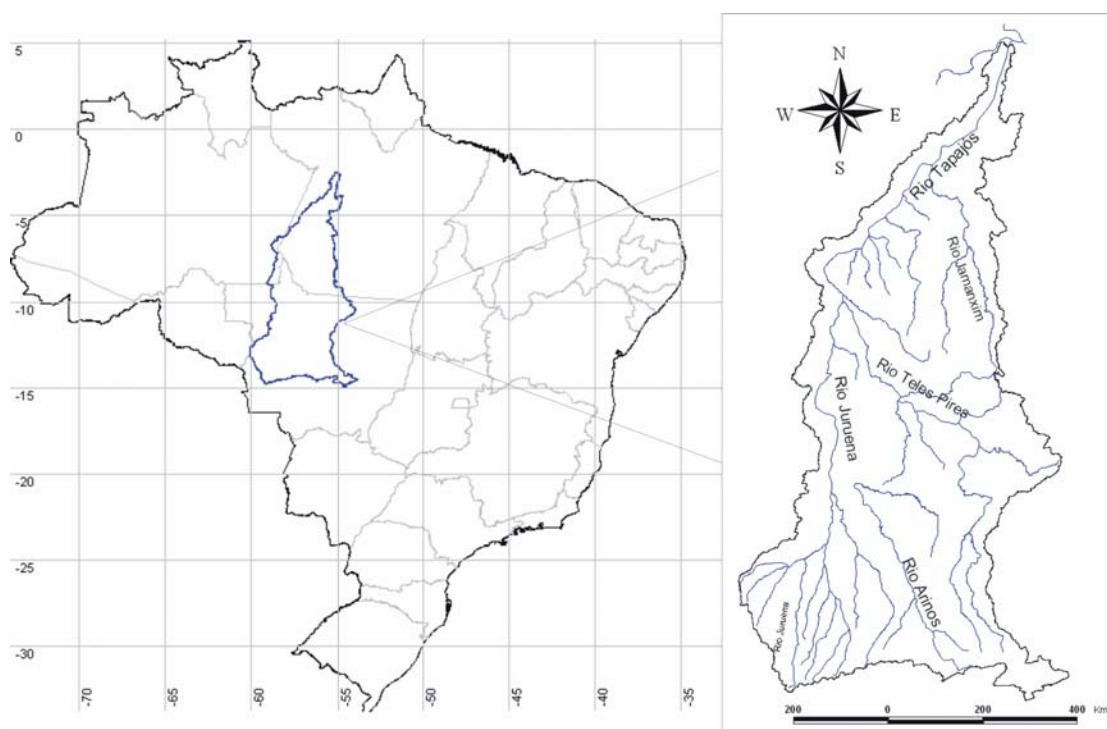 5
0
-5
-10
-15
-20
-25
-30
-70
-65
-60
-55
-50
-45
-40
-35
N
W
E
S
Rio Tapajós
Rio Jamanxim
Rio Teles Pires
Rio Juruena
Rio Arinos
Rio Juruena
200
0
200
400
Km